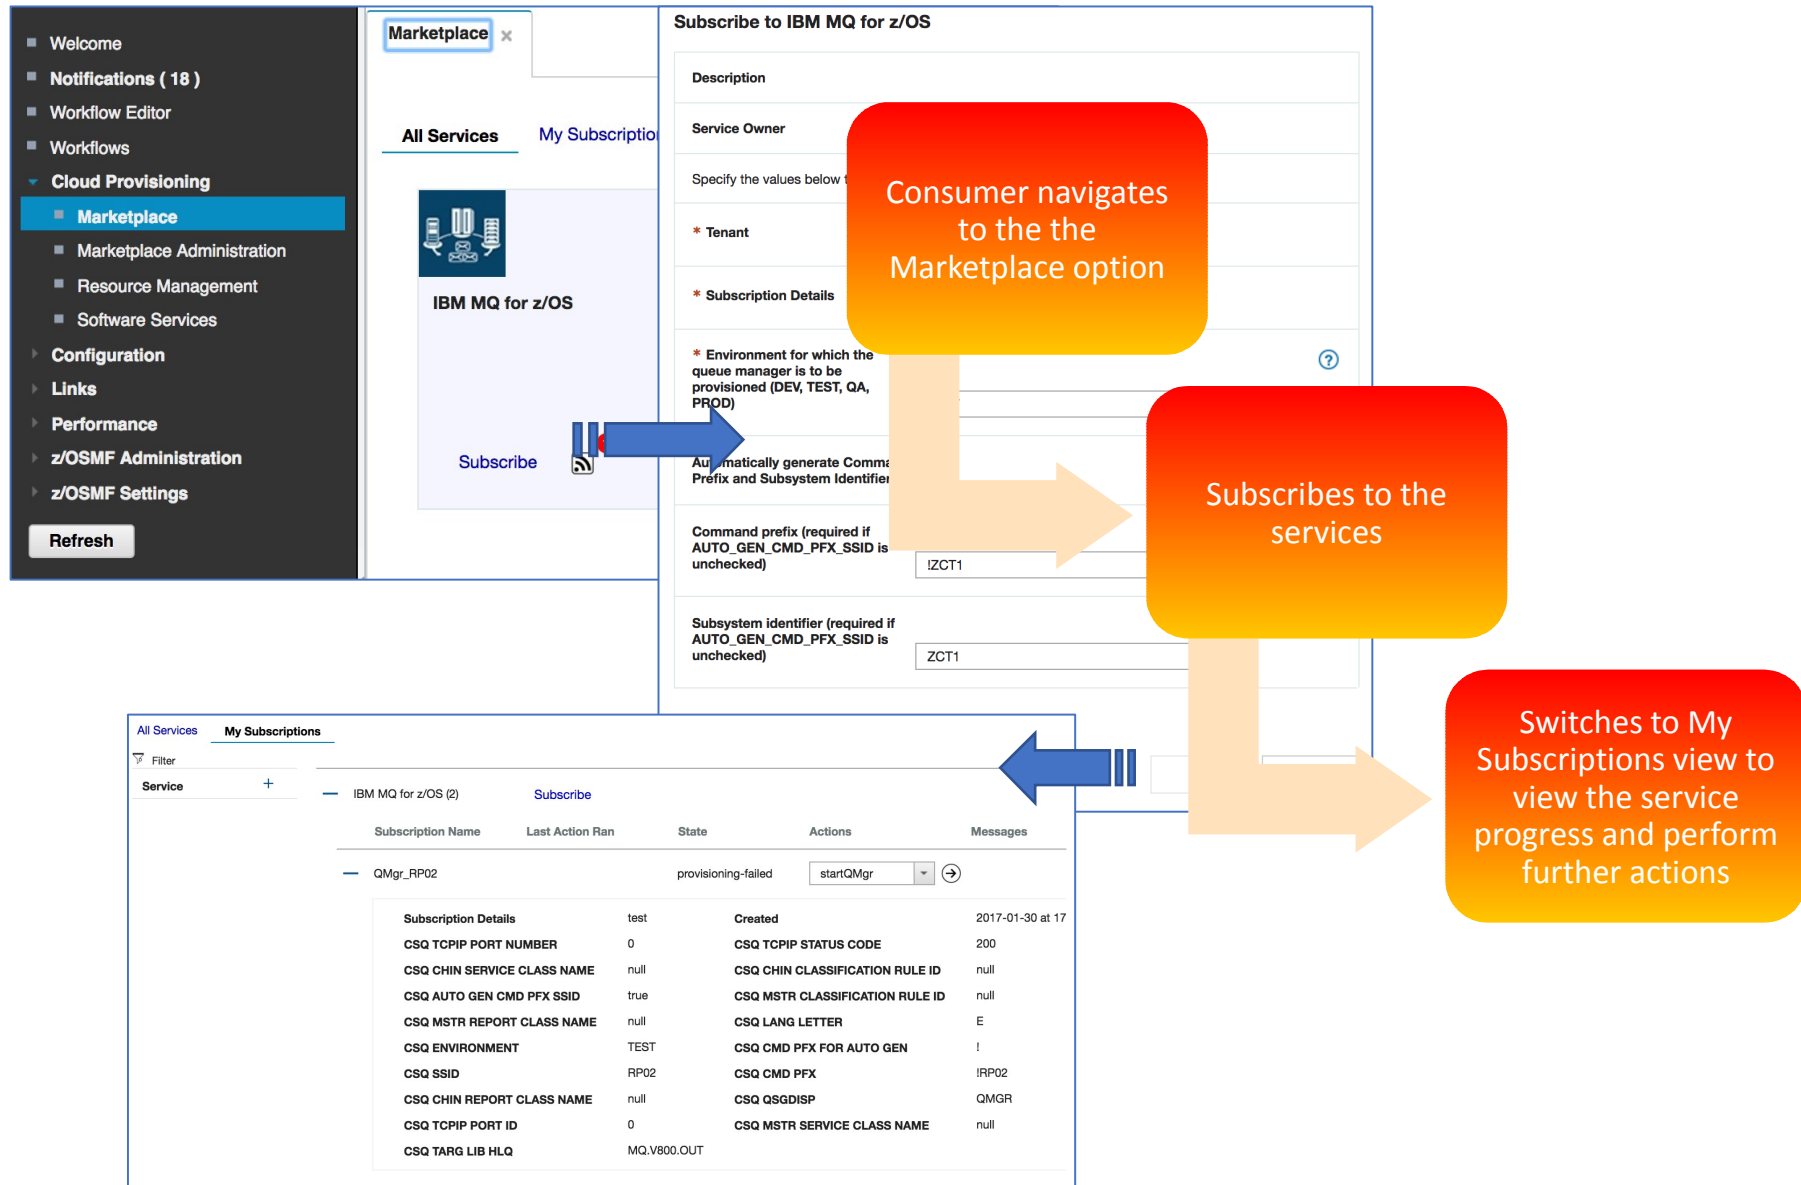 Welcome
Notifications ( 18 )
Workflow Editor
Workflows
Cloud Provisioning
Marketplace
Marketplace Administration
Resource Management
Software Services
Configuration
Links
Performance
z/OSMF Administration
z/OSMF Settings
Refresh
Marketplace ×
All Services My Subscriptio
IBM MQ for z/OS
Subscribe
Subscribe to IBM MQ for z/OS
Description
Service Owner
Specify the values below
* Tenant
* Subscription Details
* Environment for which the
queue manager is to be
provisioned (DEV, TEST, QA,
PROD)
?
Automatically generate Comma
Prefix and Subsystem Identifier
Command prefix (required if
AUTO_GEN_CMD_PFX_SSID is
unchecked)
!ZCT1
Subsystem identifier (required if
AUTO_GEN_CMD_PFX_SSID is
unchecked)
ZCT1
Consumer navigates
to the the
Marketplace option
Subscribes to the
services
Switches to My
Subscriptions view to
view the service
progress and perform
further actions
All Services My Subscriptions
Filter
Service +
IBM MQ for z/OS (2) Subscribe
Subscription Name Last Action Ran State Actions Messages
QMgr_RP02 provisioning-failed startQMgr
Subscription Details test Created 2017-01-30 at 17
CSQ TCPIP PORT NUMBER 0 CSQ TCPIP STATUS CODE 200
CSQ CHIN SERVICE CLASS NAME null CSQ CHIN CLASSIFICATION RULE ID null
CSQ AUTO GEN CMD PFX SSID true CSQ MSTR CLASSIFICATION RULE ID null
CSQ MSTR REPORT CLASS NAME null CSQ LANG LETTER E
CSQ ENVIRONMENT TEST CSQ CMD PFX FOR AUTO GEN !
CSQ SSID RP02 CSQ CMD PFX !RP02
CSQ CHIN REPORT CLASS NAME null CSQ QSGDISP QMGR
CSQ TCPIP PORT ID 0 CSQ MSTR SERVICE CLASS NAME null
CSQ TARG LIB HLQ MQ.V800.OUT